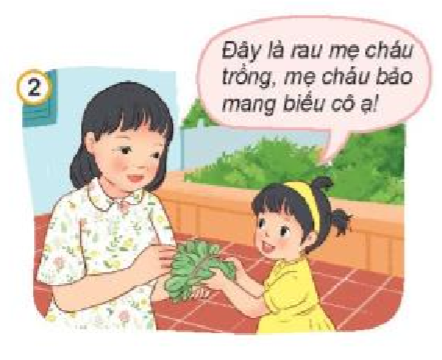 2
Đây là rau mẹ cháu
trồng, mẹ cháu bảo
mang biếu cô ạ!